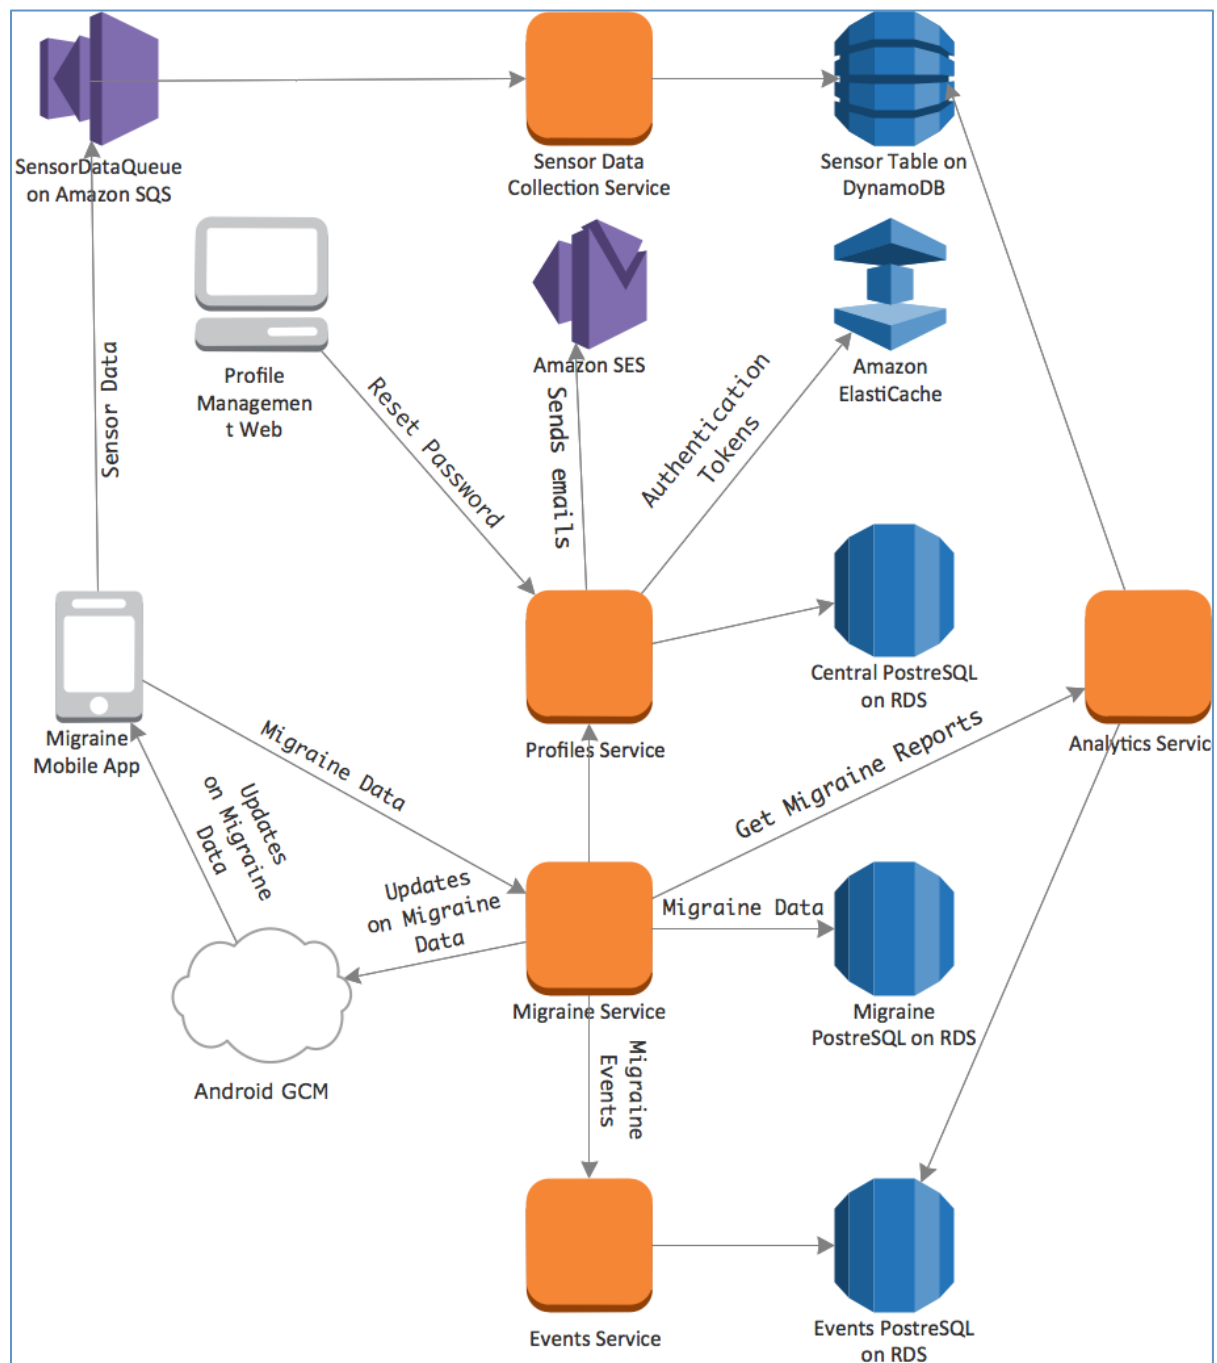 SensorDataQueue
on Amazon SQS
Sensor Data
Collection Service
Sensor Table on
DynamoDB
Profile
Managemen
t Web
Amazon SES
Amazon
ElastiCache
Sensor Data
Reset Password
Sends emails
Authentication
Tokens
Central PostreSQL
on RDS
Migraine
Mobile App
Profiles Service
Analytics Servic
Migraine Data
Get Migraine Reports
Updates
on Migraine
Data
Updates
on Migraine
Data
Migraine Data
Migraine Service
Migraine
PostreSQL on RDS
Android GCM
Migraine
Events
Events Service
Events PostreSQL
on RDS